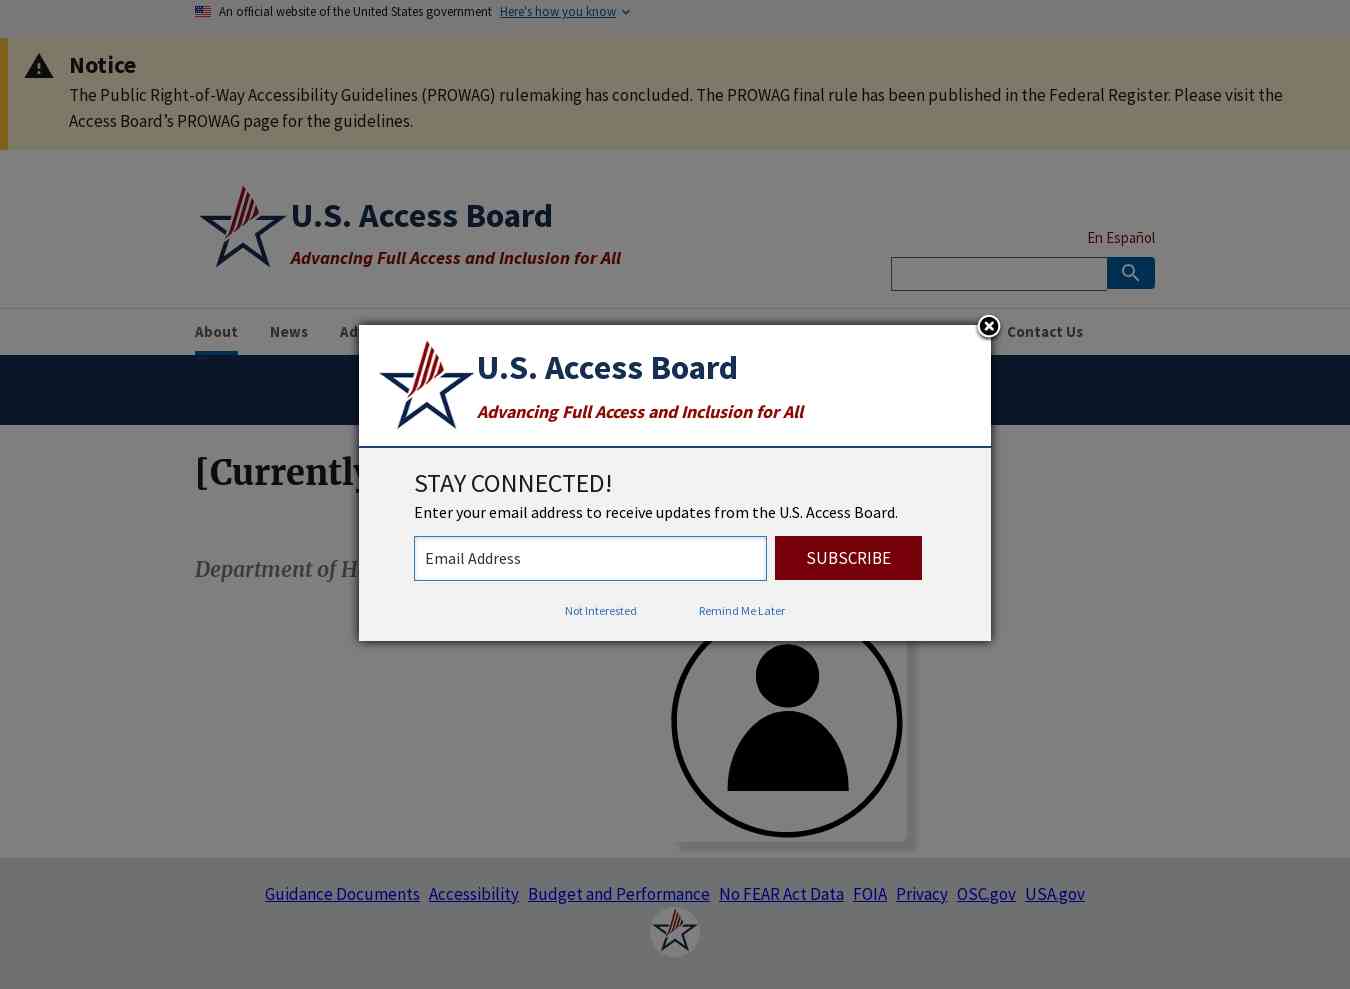 An official website of the United States government Here's how you know
Notice
The Public Right-of-Way Accessibility Guidelines (PROWAG) rulemaking has concluded. The PROWAG final rule has been published in the Federal Register. Please visit the
Access Board’s PROWAG page for the guidelines.
U.S. Access Board
Advancing Full Access and Inclusion for All
En Español
About News Contact Us
U.S. Access Board
Advancing Full Access and Inclusion for All
[Currently
STAY CONNECTED!
Enter your email address to receive updates from the U.S. Access Board.
Email Address SUBSCRIBE
Department of
Not Interested Remind Me Later
Guidance Documents Accessibility Budget and Performance No FEAR Act Data FOIA Privacy OSC.gov USA.gov